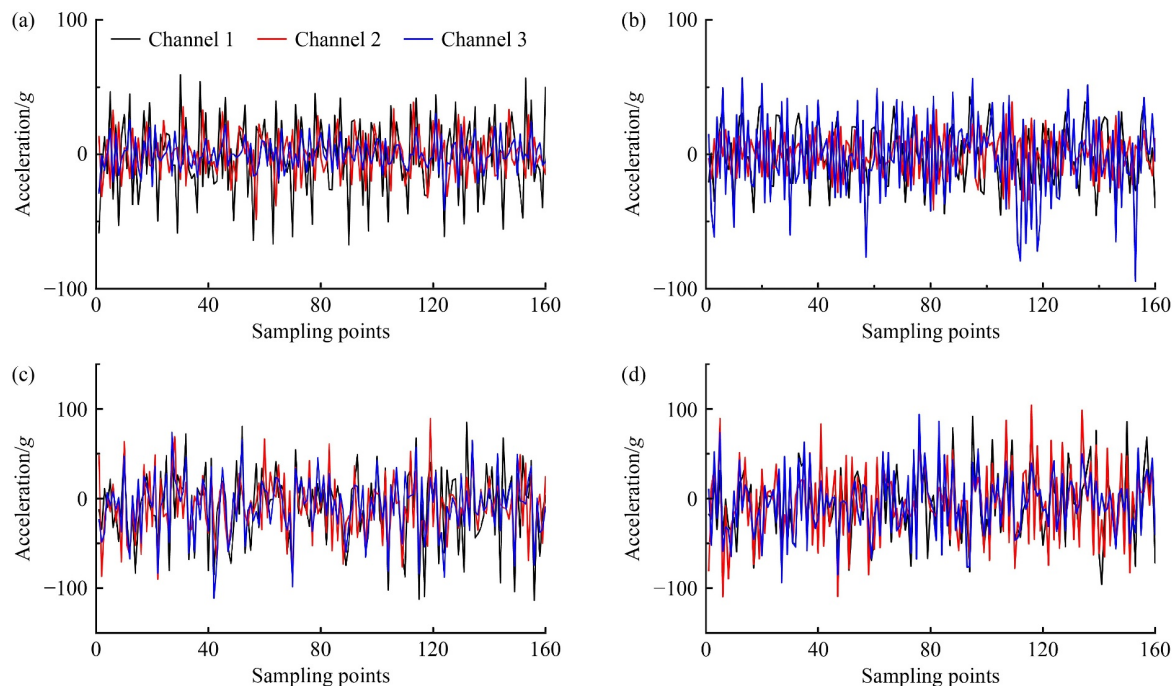 (a)
Channel 1 Channel 2 Channel 3
100
0
−100
Acceleration/g
0 40 80 120 160
Sampling points
(b)
100
0
−100
Acceleration/g
0 40 80 120 160
Sampling points
(c)
100
0
−100
Acceleration/g
0 40 80 120 160
Sampling points
(d)
100
0
−100
Acceleration/g
0 40 80 120 160
Sampling points